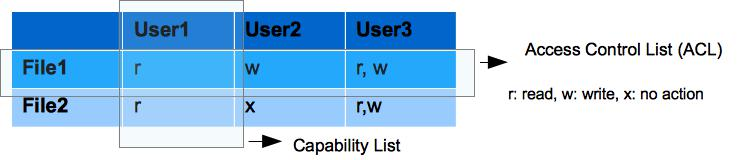 User1 User2 User3
File1 r w r, w
Access Control List (ACL)
r: read, w: write, x: no action
File2 r x r,w
Capability List